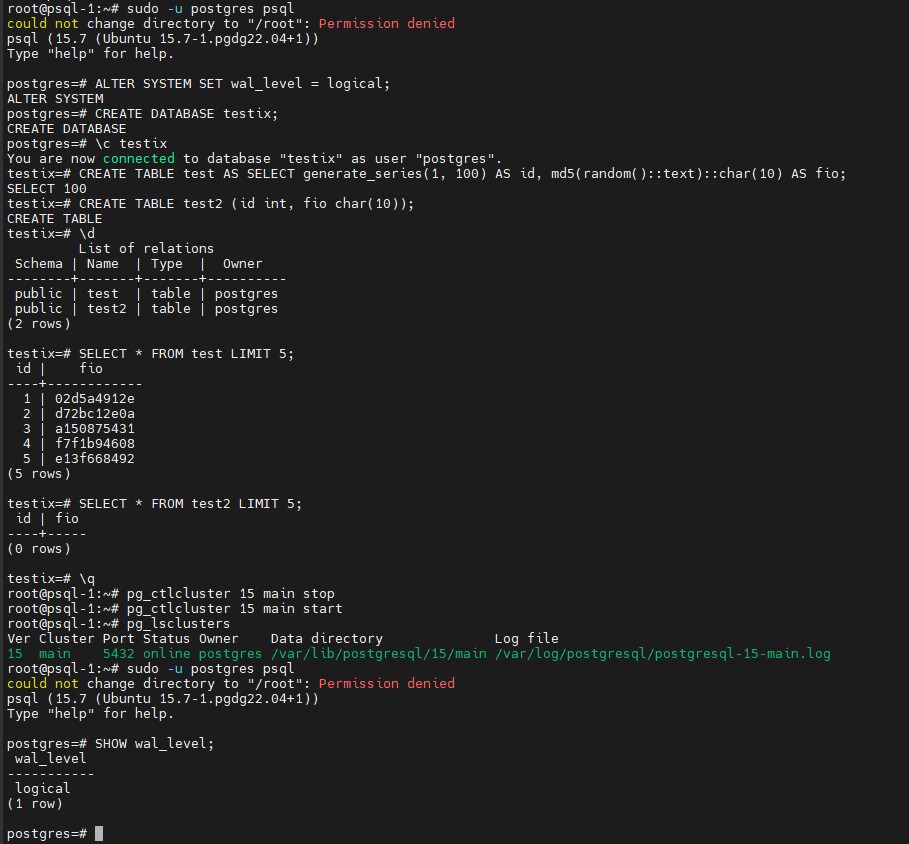 root@psql-1:~# sudo -u postgres psql
could not change directory to "/root": Permission denied
psql (15.7 (Ubuntu 15.7-1.pgdg22.04+1))
Type "help" for help.

postgres=# ALTER SYSTEM SET wal_level = logical;
ALTER SYSTEM
postgres=# CREATE DATABASE testix;
CREATE DATABASE
postgres=# \c testix
You are now connected to database "testix" as user "postgres".
testix=# CREATE TABLE test AS SELECT generate_series(1, 100) AS id, md5(random()::text)::char(10) AS fio;
SELECT 100
testix=# CREATE TABLE test2 (id int, fio char(10));
CREATE TABLE
testix=# \d
         List of relations
 Schema | Name  | Type  |  Owner
--------+-------+-------+----------
 public | test  | table | postgres
 public | test2 | table | postgres
(2 rows)

testix=# SELECT * FROM test LIMIT 5;
 id |    fio
----+------------
  1 | 02d5a4912e
  2 | d72bc12e0a
  3 | a150875431
  4 | f7f1b94608
  5 | e13f668492
(5 rows)

testix=# SELECT * FROM test2 LIMIT 5;
 id | fio
----+-----
(0 rows)

testix=# \q
root@psql-1:~# pg_ctlcluster 15 main stop
root@psql-1:~# pg_ctlcluster 15 main start
root@psql-1:~# pg_lsclusters
Ver Cluster Port Status Owner    Data directory              Log file
15  main    5432 online postgres /var/lib/postgresql/15/main /var/log/postgresql/postgresql-15-main.log
root@psql-1:~# sudo -u postgres psql
could not change directory to "/root": Permission denied
psql (15.7 (Ubuntu 15.7-1.pgdg22.04+1))
Type "help" for help.

postgres=# SHOW wal_level;
 wal_level
-----------
 logical
(1 row)

postgres=#